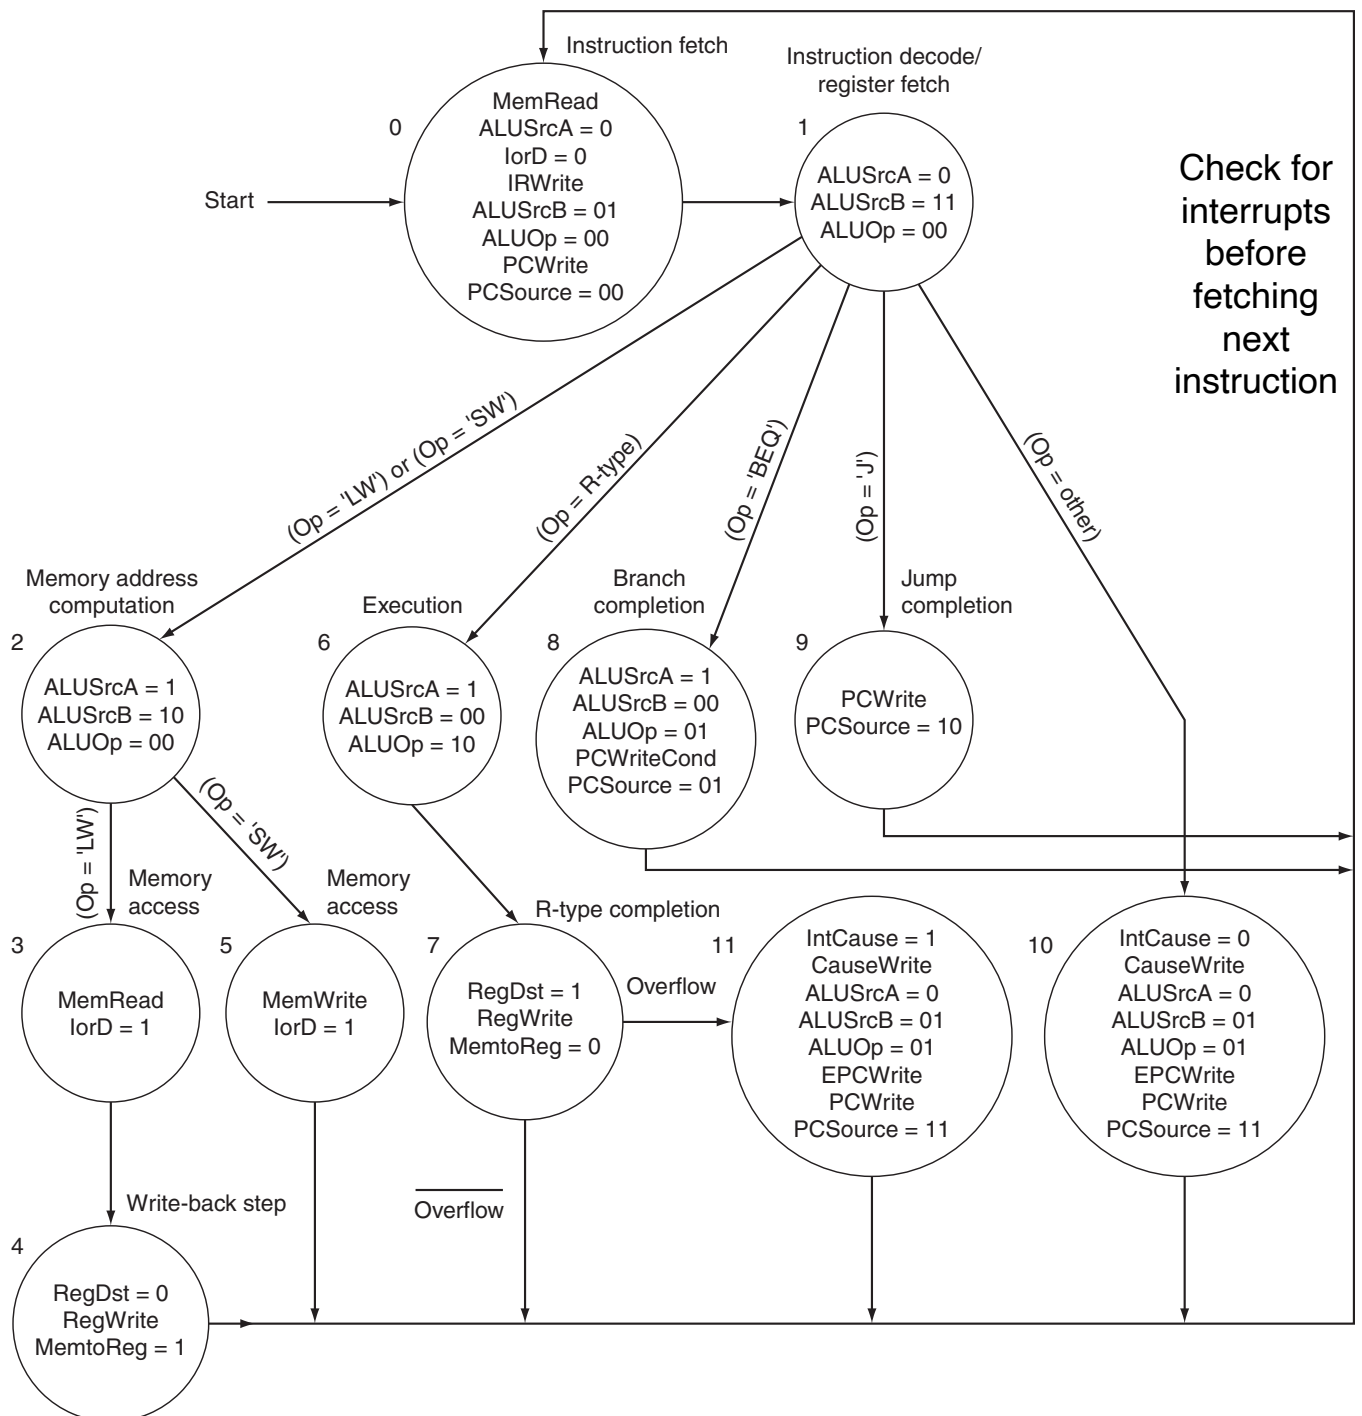 Instruction fetch
Instruction decode/
register fetch
0
MemRead
ALUSrcA = 0
IorD = 0
IRWrite
ALUSrcB = 01
ALUOp = 00
PCWrite
PCSource = 00
Start
1
ALUSrcA = 0
ALUSrcB = 11
ALUOp = 00
Check for
interrupts
before
fetching
next
instruction
(Op = 'LW') or (Op = 'SW')
(Op = R-type)
(Op = 'BEQ')
(Op = 'J')
(Op = other)
Memory address
computation
2
ALUSrcA = 1
ALUSrcB = 10
ALUOp = 00
Execution
6
ALUSrcA = 1
ALUSrcB = 00
ALUOp = 10
Branch
completion
8
ALUSrcA = 1
ALUSrcB = 00
ALUOp = 01
PCWriteCond
PCSource = 01
Jump
completion
9
PCWrite
PCSource = 10
(Op = 'LW')
(Op = 'SW')
Memory
access
3
MemRead
IorD = 1
Memory
access
5
MemWrite
IorD = 1
R-type completion
7
RegDst = 1
RegWrite
MemtoReg = 0
Overflow
11
IntCause = 1
CauseWrite
ALUSrcA = 0
ALUSrcB = 01
ALUOp = 01
EPCWrite
PCWrite
PCSource = 11
10
IntCause = 0
CauseWrite
ALUSrcA = 0
ALUSrcB = 01
ALUOp = 01
EPCWrite
PCWrite
PCSource = 11
Write-back step
Overflow
4
RegDst = 0
RegWrite
MemtoReg = 1